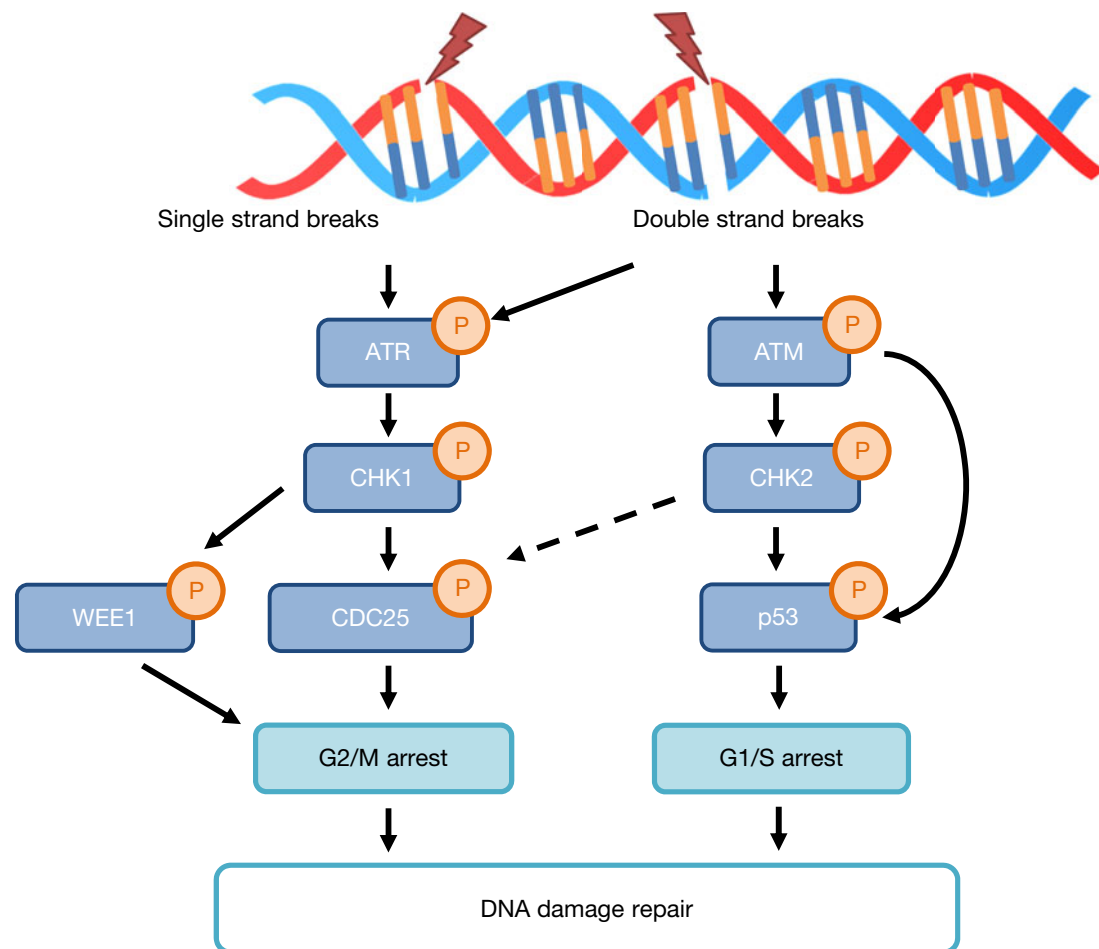 Single strand breaks
Double strand breaks
P
ATR
P
ATM
P
CHK1
P
CHK2
P
WEE1
P
CDC25
P
p53
G2/M arrest
G1/S arrest
DNA damage repair